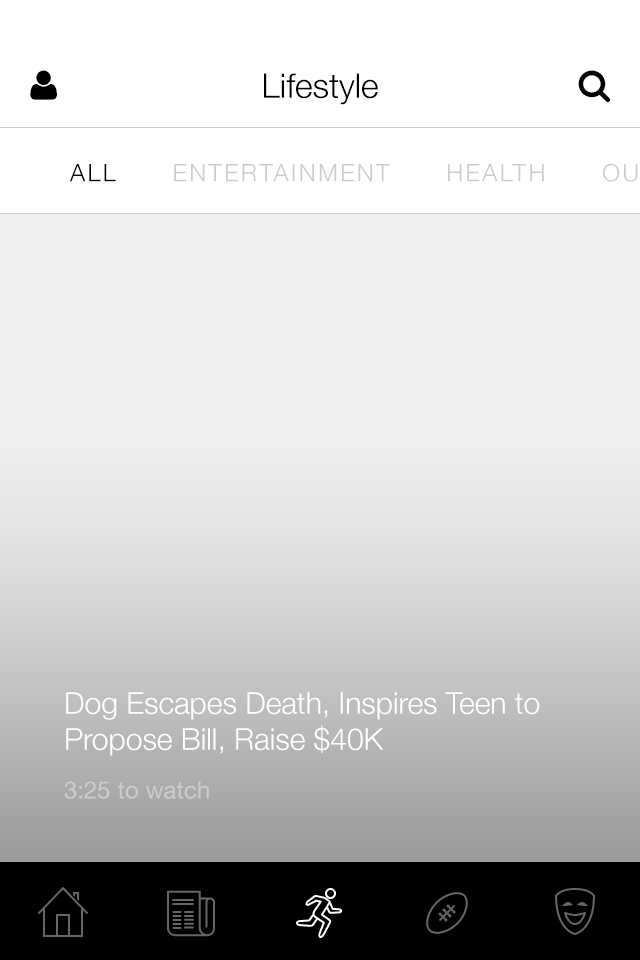 Lifestyle
ALL ENTERTAINMENT HEALTH OU
Dog Escapes Death, Inspires Teen to
Propose Bill, Raise $40K
3:25 to watch